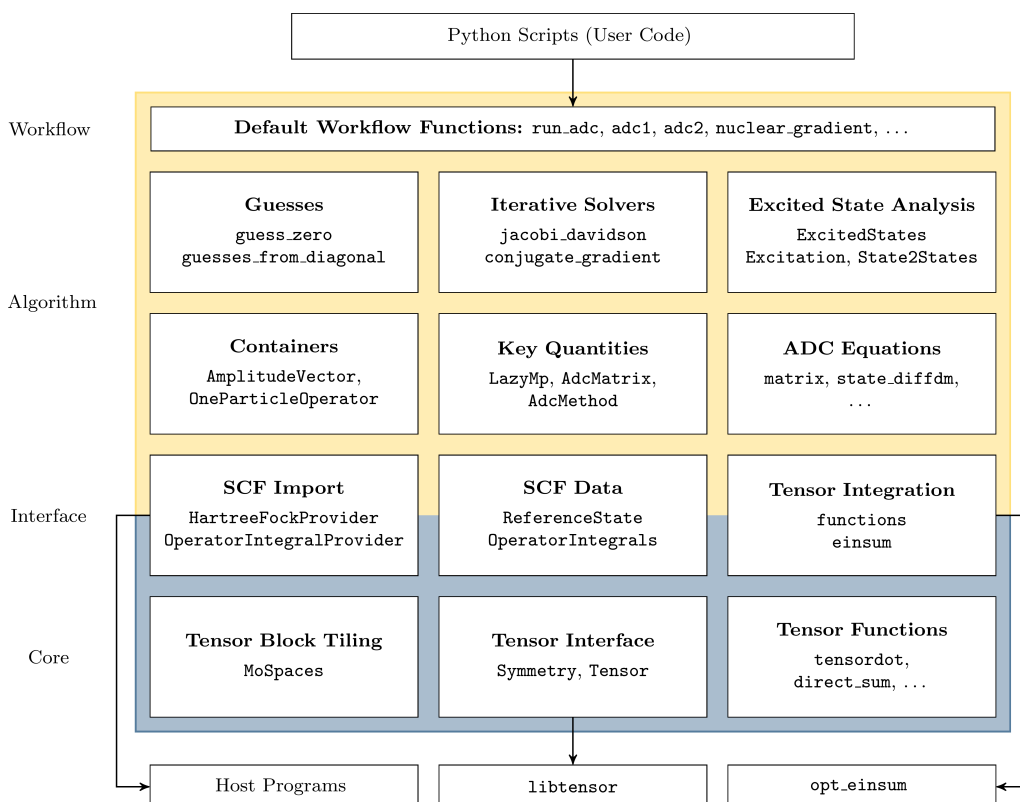 Python Scripts (User Code)
Workflow
Default Workflow Functions: run_adc, adc1, adc2, nuclear_gradient, ...
Algorithm
Guesses
guess_zero
guesses_from_diagonal
Iterative Solvers
jacobi_davidson
conjugate_gradient
Excited State Analysis
ExcitedStates
Excitation, State2States
Containers
AmplitudeVector,
OneParticleOperator
Key Quantities
LazyMp, AdcMatrix,
AdcMethod
ADC Equations
matrix, state_diffdm,
...
Interface
SCF Import
HartreeFockProvider
OperatorIntegralProvider
SCF Data
ReferenceState
OperatorIntegrals
Tensor Integration
functions
einsum
Core
Tensor Block Tiling
MoSpaces
Tensor Interface
Symmetry, Tensor
Tensor Functions
tensordot,
direct_sum, ...
Host Programs
libtensor
opt_einsum